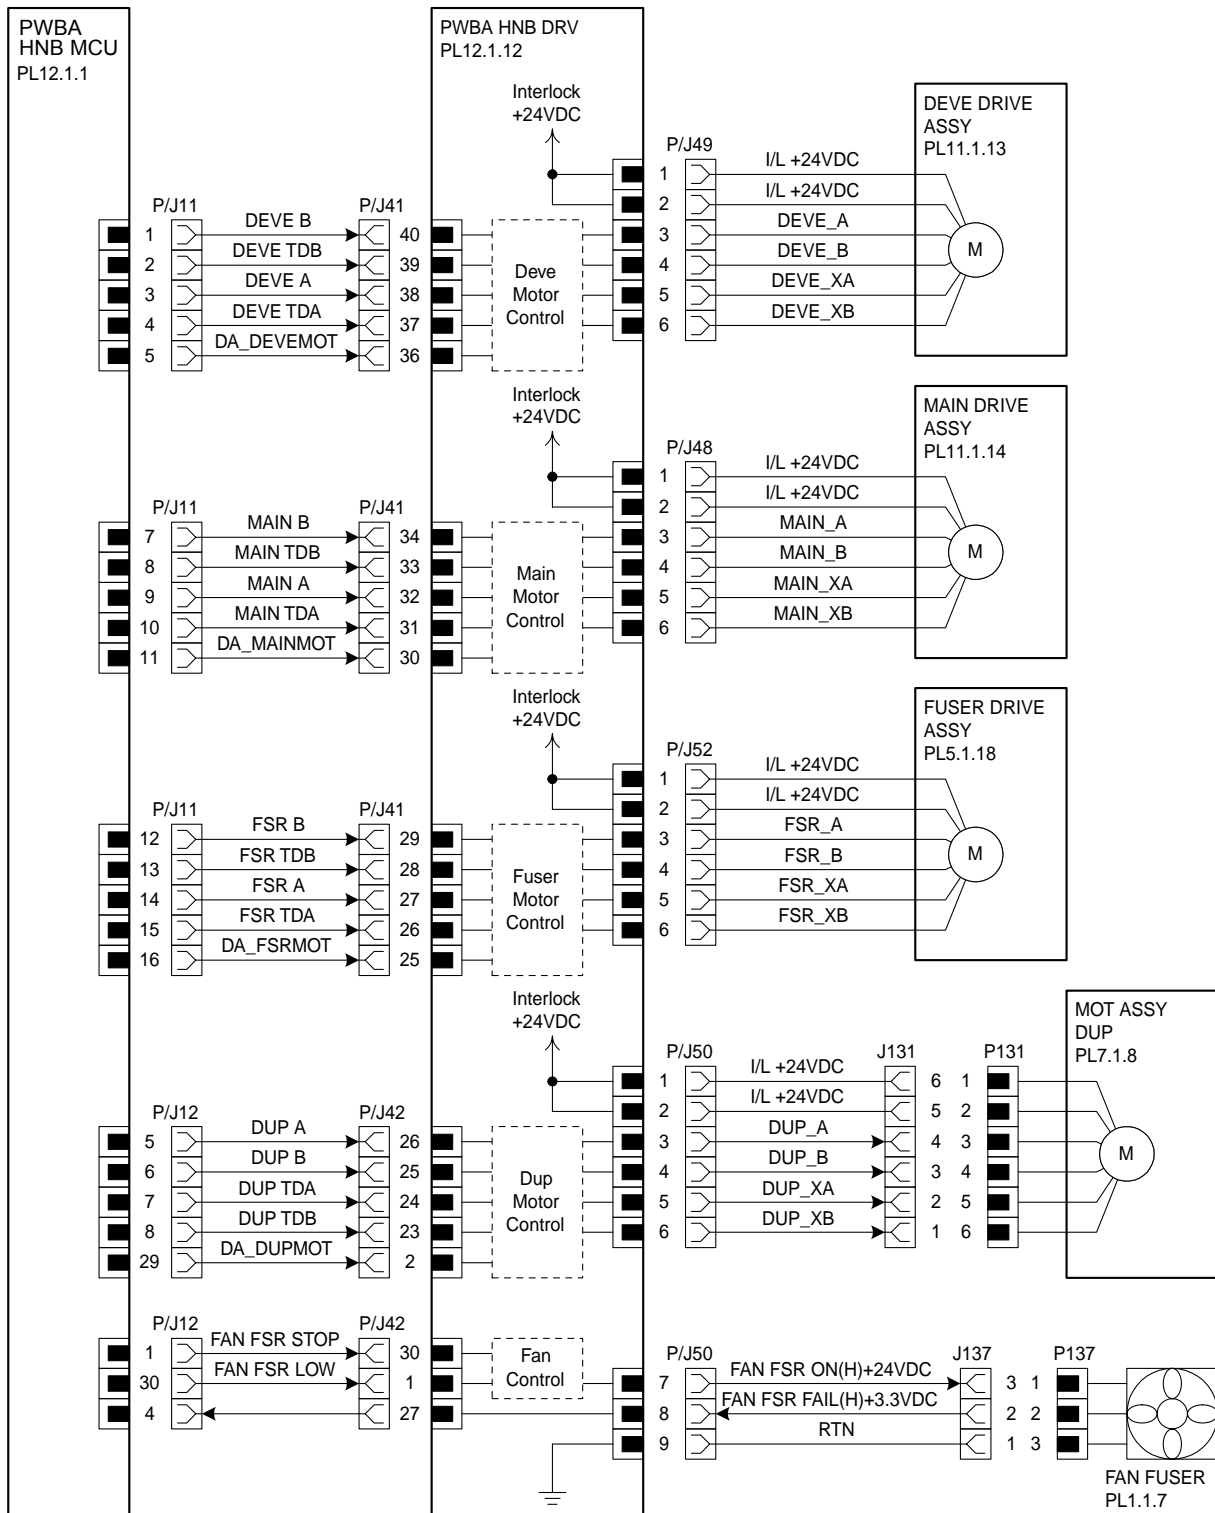 PWBA
HNB MCU
PL12.1.1
PWBA HNB DRV
PL12.1.12
Interlock
+24VDC
DEVE DRIVE
ASSY
PL11.1.13
P/J49
1 I/L +24VDC
2 I/L +24VDC
3 DEVE_A
4 DEVE_B
5 DEVE_XA
6 DEVE_XB
M
P/J11 P/J41
1 DEVE B 40
2 DEVE TDB 39
3 DEVE A 38
4 DEVE TDA 37
5 DA_DEVEMOT 36
Deve
Motor
Control
Interlock
+24VDC
MAIN DRIVE
ASSY
PL11.1.14
P/J48
1 I/L +24VDC
2 I/L +24VDC
3 MAIN_A
4 MAIN_B
5 MAIN_XA
6 MAIN_XB
M
P/J11 P/J41
7 MAIN B 34
8 MAIN TDB 33
9 MAIN A 32
10 MAIN TDA 31
11 DA_MAINMOT 30
Main
Motor
Control
Interlock
+24VDC
FUSER DRIVE
ASSY
PL5.1.18
P/J52
1 I/L +24VDC
2 I/L +24VDC
3 FSR_A
4 FSR_B
5 FSR_XA
6 FSR_XB
M
P/J11 P/J41
12 FSR B 29
13 FSR TDB 28
14 FSR A 27
15 FSR TDA 26
16 DA_FSRMOT 25
Fuser
Motor
Control
Interlock
+24VDC
MOT ASSY
DUP
PL7.1.8
P/J50 J131 P131
1 I/L +24VDC 6 1
2 I/L +24VDC 5 2
3 DUP_A 4 3
4 DUP_B 3 4
5 DUP_XA 2 5
6 DUP_XB 1 6
M
P/J12 P/J42
5 DUP A 26
6 DUP B 25
7 DUP TDA 24
8 DUP TDB 23
29 DA_DUPMOT 2
Dup
Motor
Control
P/J12 P/J42
1 FAN FSR STOP 30
30 FAN FSR LOW 1
4 27
Fan
Control
P/J50 J137 P137
7 FAN FSR ON(H)+24VDC 3 1
8 FAN FSR FAIL(H)+3.3VDC 2 2
9 RTN 1 3
FAN FUSER
PL1.1.7